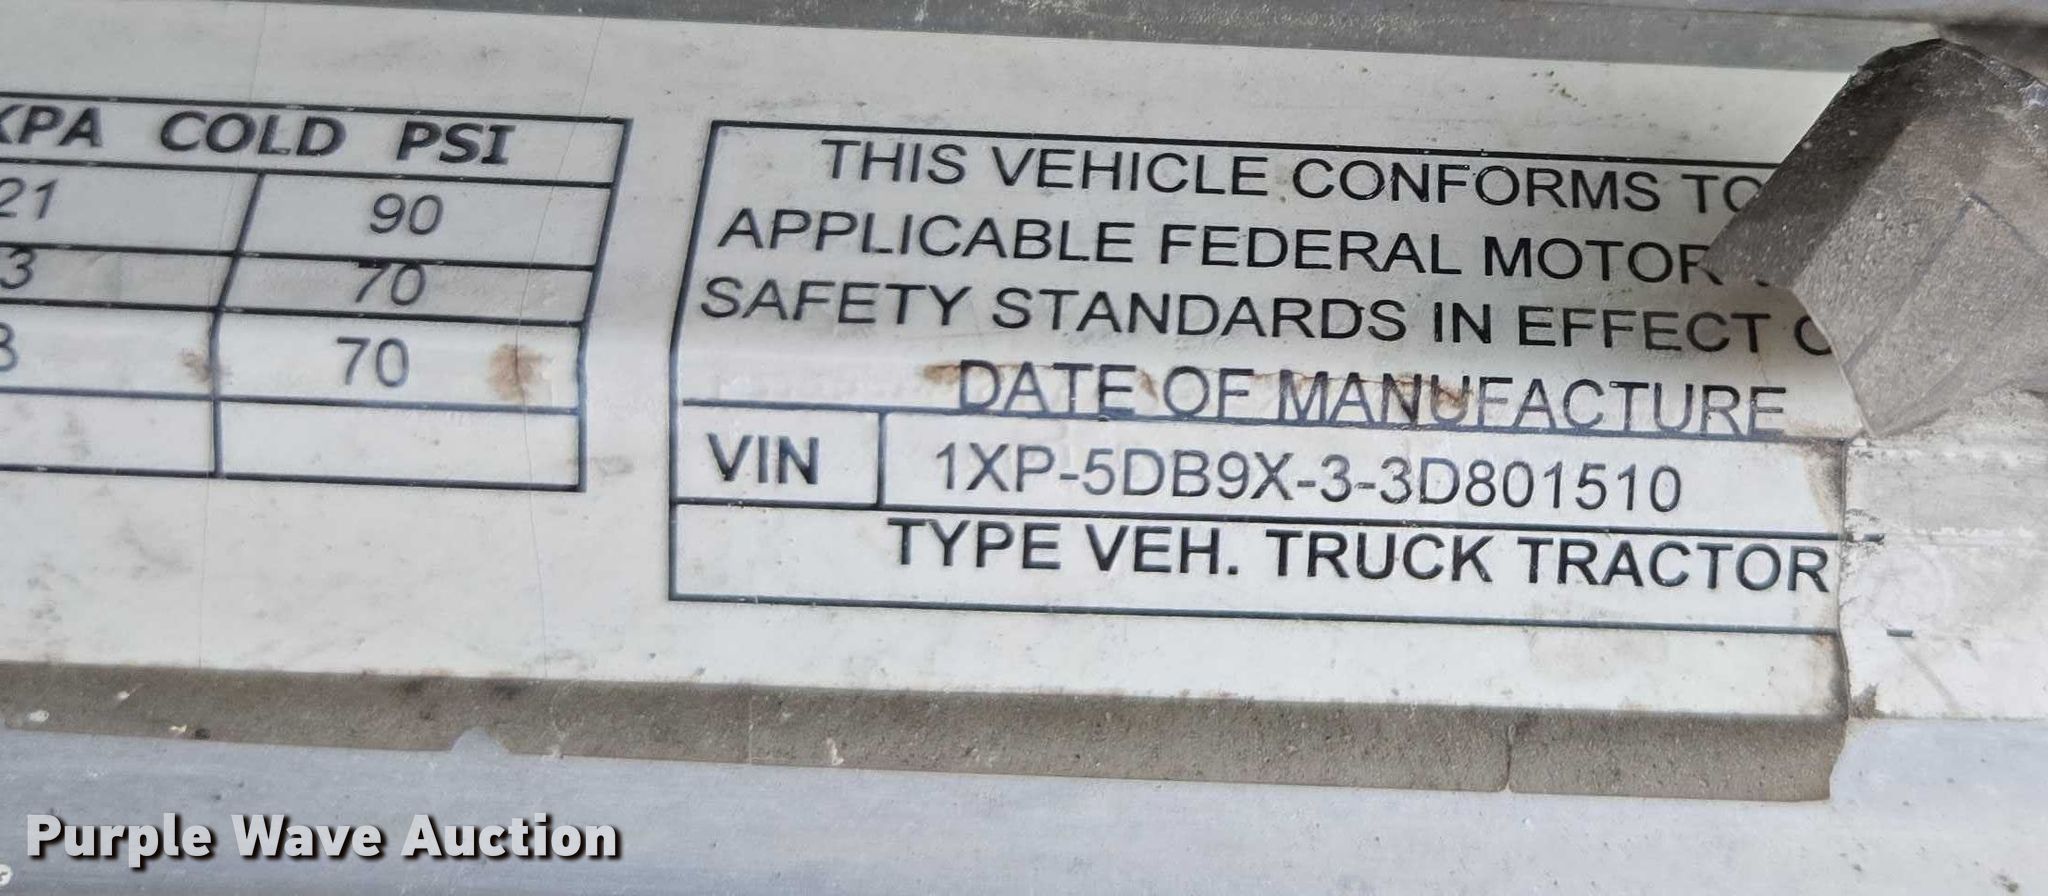 KPA COLD PSI
21 90
3 70
3 70
THIS VEHICLE CONFORMS TO
APPLICABLE FEDERAL MOTOR
SAFETY STANDARDS IN EFFECT
DATE OF MANUFACTURE
VIN 1XP-5DB9X-3-3D801510
TYPE VEH. TRUCK TRACTOR
Purple Wave Auction